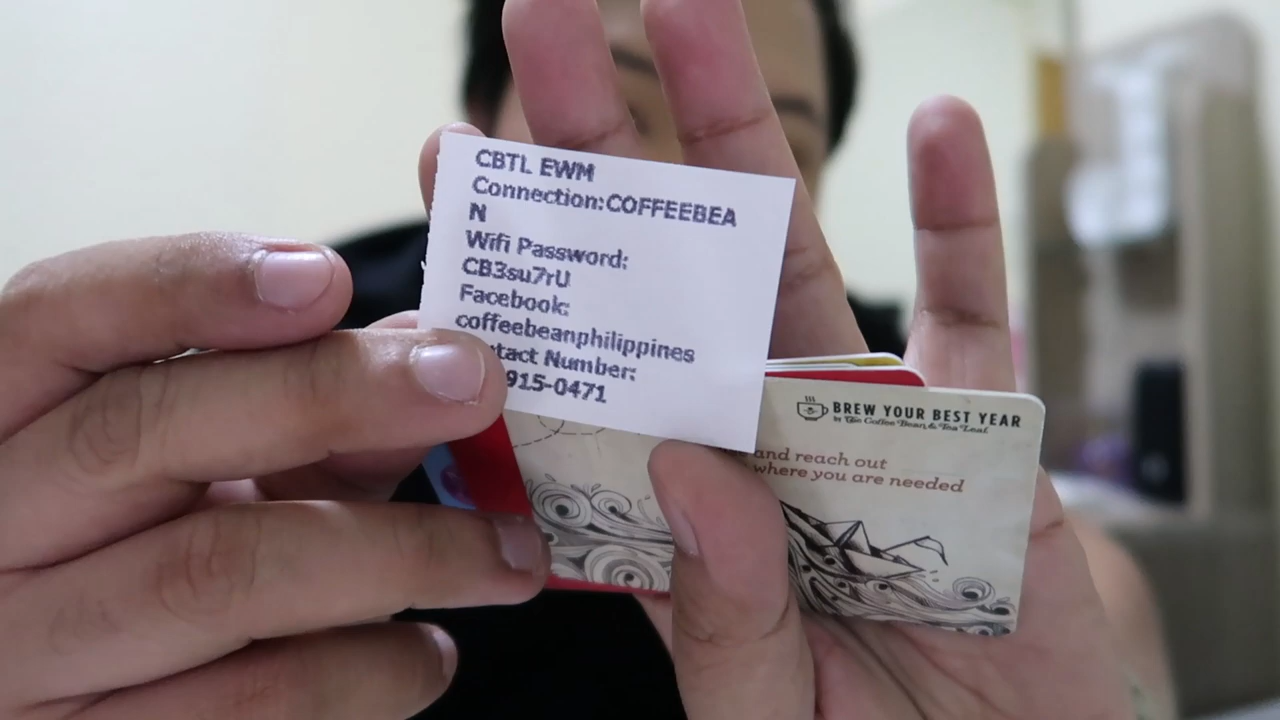 CBTL EWM
Connection:COFFEEBEA
N
Wifi Password:
CB3su7rU
Facebook:
coffeebeanphilippines
tact Number:
915-0471
BREW YOUR BEST YEAR
by The Coffee Bean & Tea Leaf
and reach out
where you are needed